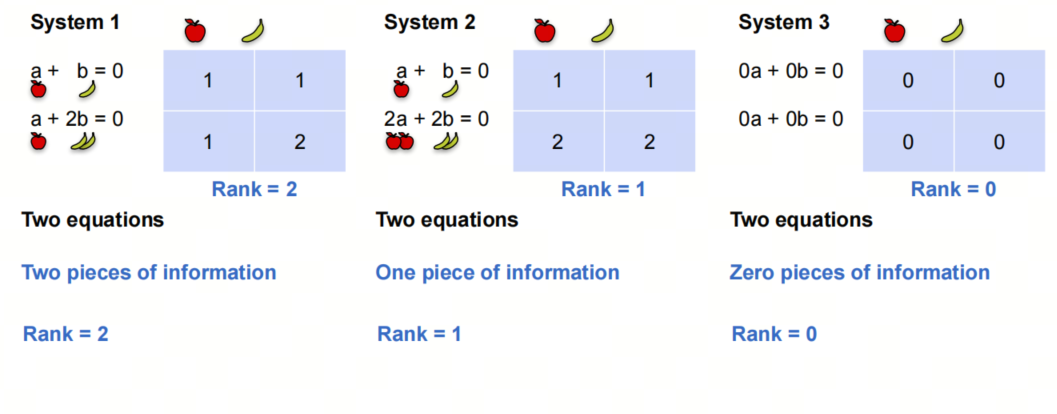 System 1
a + b = 0
a + 2b = 0
1 1
1 2
Rank = 2
Two equations
Two pieces of information
Rank = 2
System 2
a + b = 0
2a + 2b = 0
1 1
2 2
Rank = 1
Two equations
One piece of information
Rank = 1
System 3
0a + 0b = 0
0a + 0b = 0
0 0
0 0
Rank = 0
Two equations
Zero pieces of information
Rank = 0